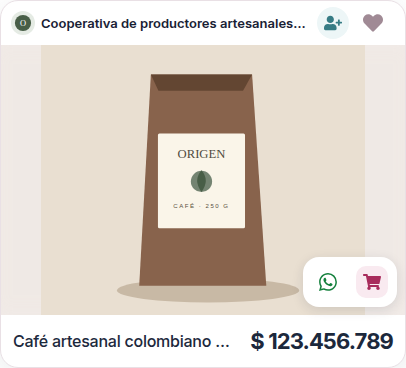 O
Cooperativa de productores artesanales...
ORIGEN
CAFÉ · 250 G
Café artesanal colombiano ...
$ 123.456.789